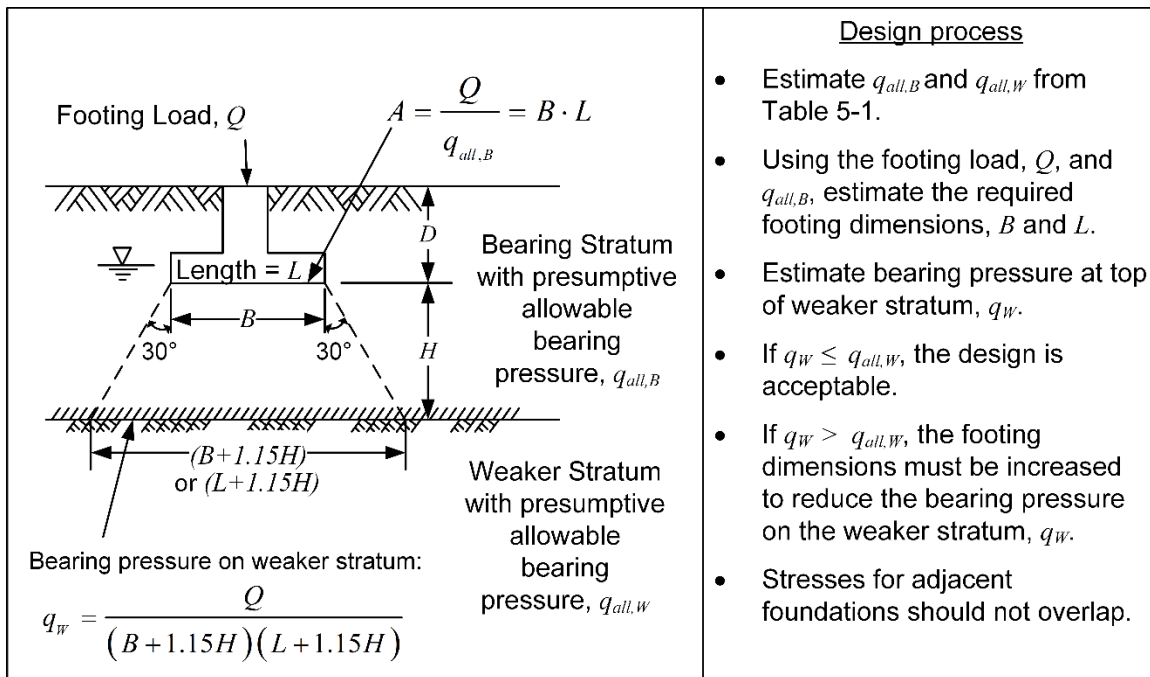 Footing Load, Q
A = Q / q_all,B = B · L
D
Bearing Stratum
with presumptive
allowable
bearing
pressure, q_all,B
Length = L
B
30°
30°
H
(B+1.15H)
or (L+1.15H)
Weaker Stratum
with presumptive
allowable
bearing
pressure, q_all,W
Bearing pressure on weaker stratum:
q_W = Q / (B + 1.15H)(L + 1.15H)
Design process
• Estimate q_all,B and q_all,W from
Table 5-1.
• Using the footing load, Q, and
q_all,B, estimate the required
footing dimensions, B and L.
• Estimate bearing pressure at top
of weaker stratum, q_W.
• If q_W ≤ q_all,W, the design is
acceptable.
• If q_W > q_all,W, the footing
dimensions must be increased
to reduce the bearing pressure
on the weaker stratum, q_W.
• Stresses for adjacent
foundations should not overlap.